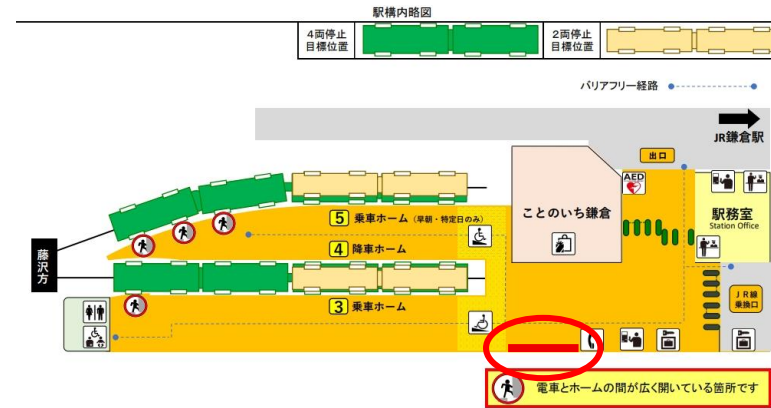 駅構内略図
4両停止
目標位置
2両停止
目標位置
バリアフリー経路
JR鎌倉駅
出口
AED
ことのいち鎌倉
駅務室
Station Office
5 乗車ホーム (早朝・特定日のみ)
4 降車ホーム
藤沢方
3 乗車ホーム
JR線
乗換口
電車とホームの間が広く開いている箇所です